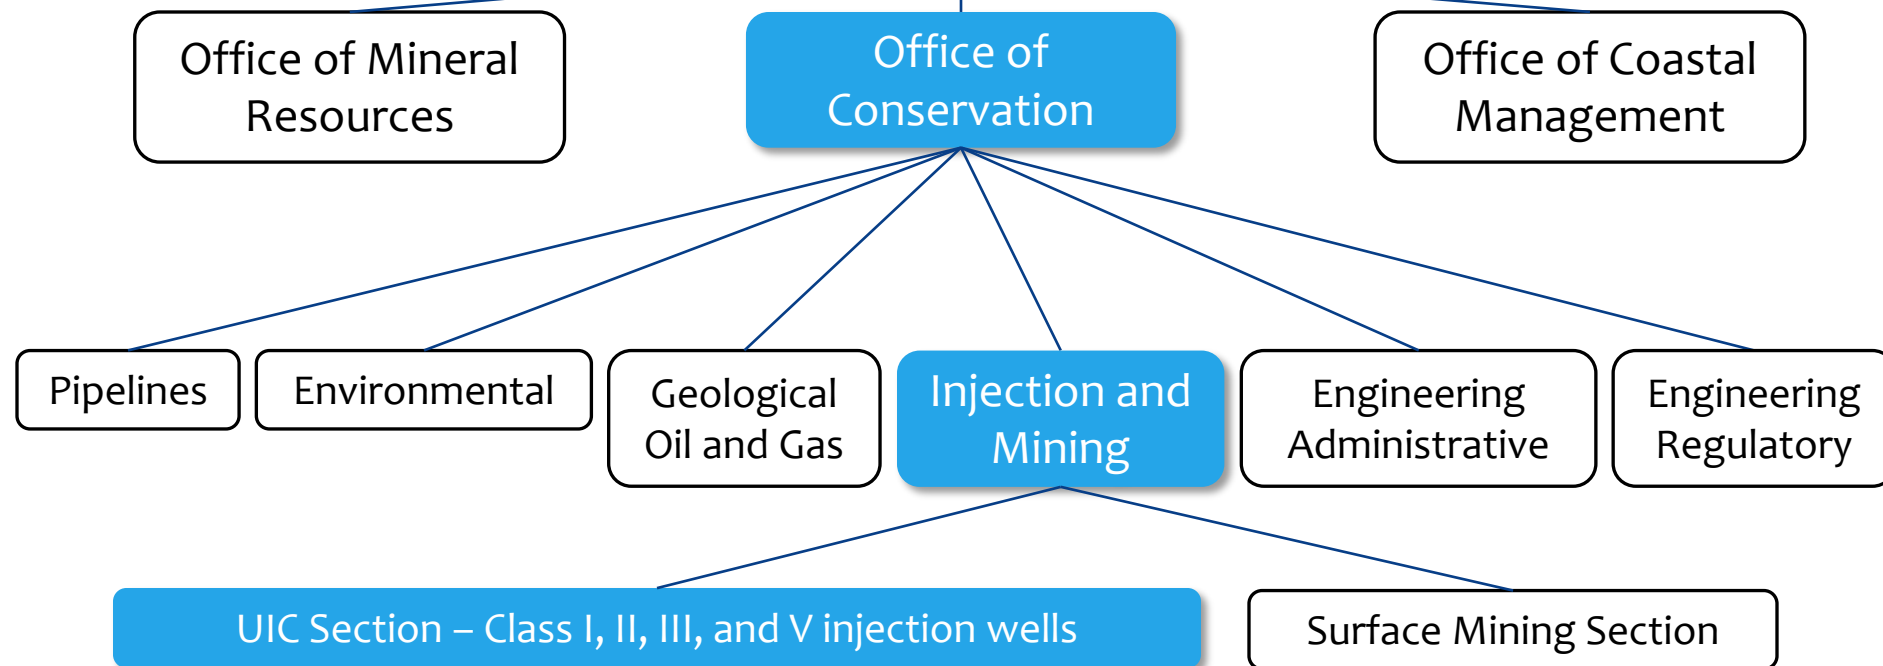 Office of Mineral
Resources
Office of
Conservation
Office of Coastal
Management
Pipelines
Environmental
Geological
Oil and Gas
Injection and
Mining
Engineering
Administrative
Engineering
Regulatory
UIC Section – Class I, II, III, and V injection wells
Surface Mining Section